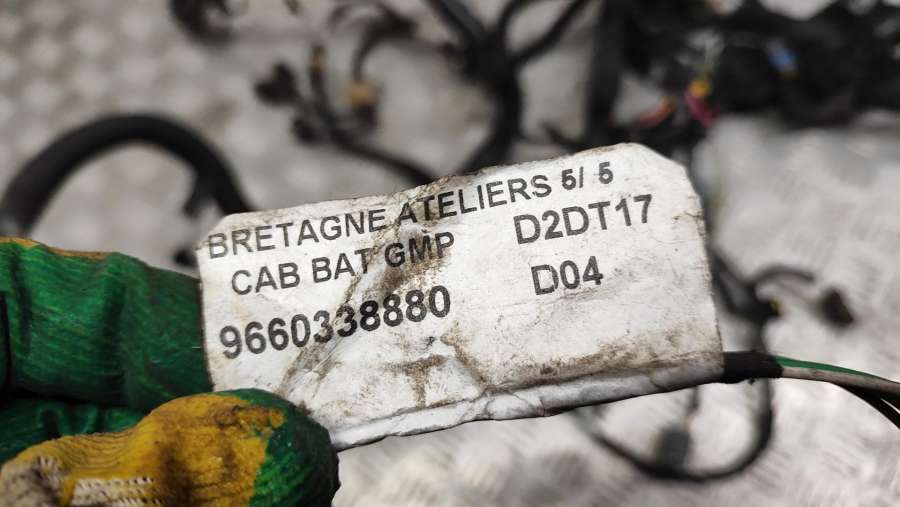 BRETAGNE ATELIERS 5/ 5
CAB BAT GMP D2DT17
9660338880 D04